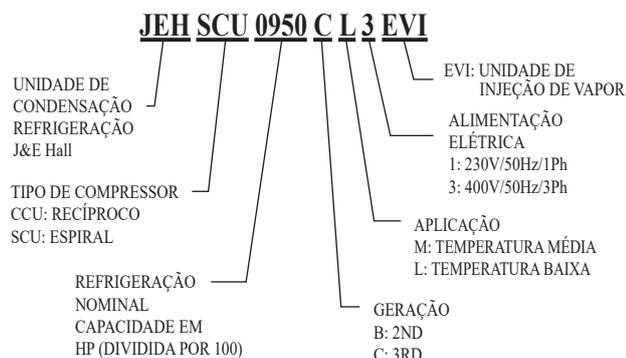 JEH SCU 0950 C L 3 EVI
UNIDADE DE
CONDENSAÇÃO
REFRIGERAÇÃO
J&E Hall
TIPO DE COMPRESSOR
CCU: RECÍPROCO
SCU: ESPIRAL
REFRIGERAÇÃO
NOMINAL
CAPACIDADE EM
HP (DIVIDIDA POR 100)
EVI: UNIDADE DE
INJEÇÃO DE VAPOR
ALIMENTAÇÃO
ELÉTRICA
1: 230V/50Hz/1Ph
3: 400V/50Hz/3Ph
APLICAÇÃO
M: TEMPERATURA MÉDIA
L: TEMPERATURA BAIXA
GERAÇÃO
B: 2ND
C: 3RD